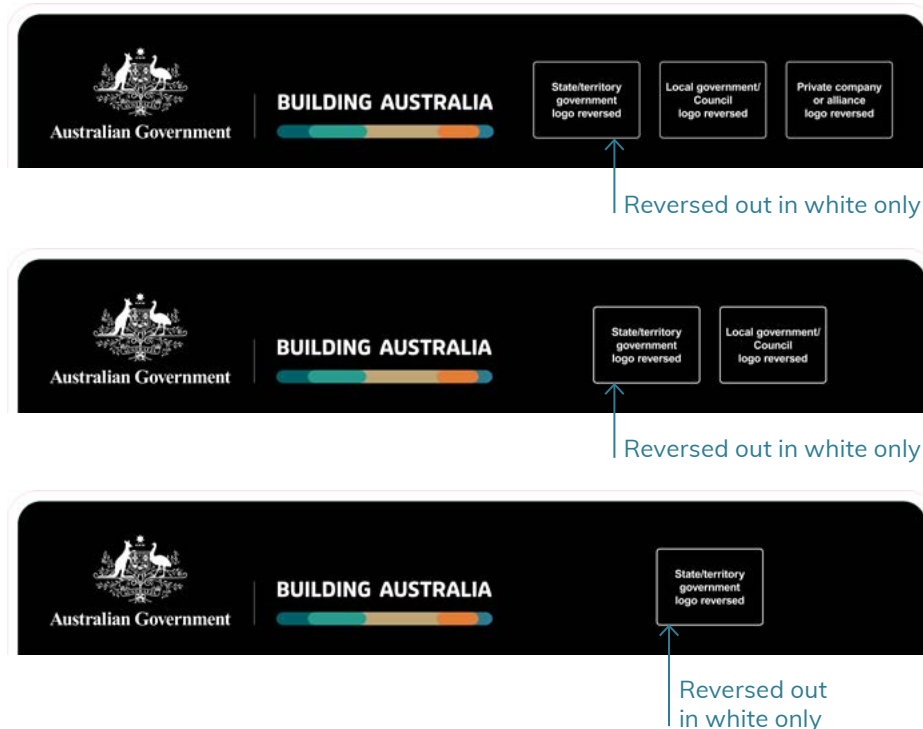 Australian Government
BUILDING AUSTRALIA
State/territory
government
logo reversed
Local government/
Council
logo reversed
Private company
or alliance
logo reversed
Reversed out in white only
Australian Government
BUILDING AUSTRALIA
State/territory
government
logo reversed
Local government/
Council
logo reversed
Reversed out in white only
Australian Government
BUILDING AUSTRALIA
State/territory
government
logo reversed
Reversed out
in white only